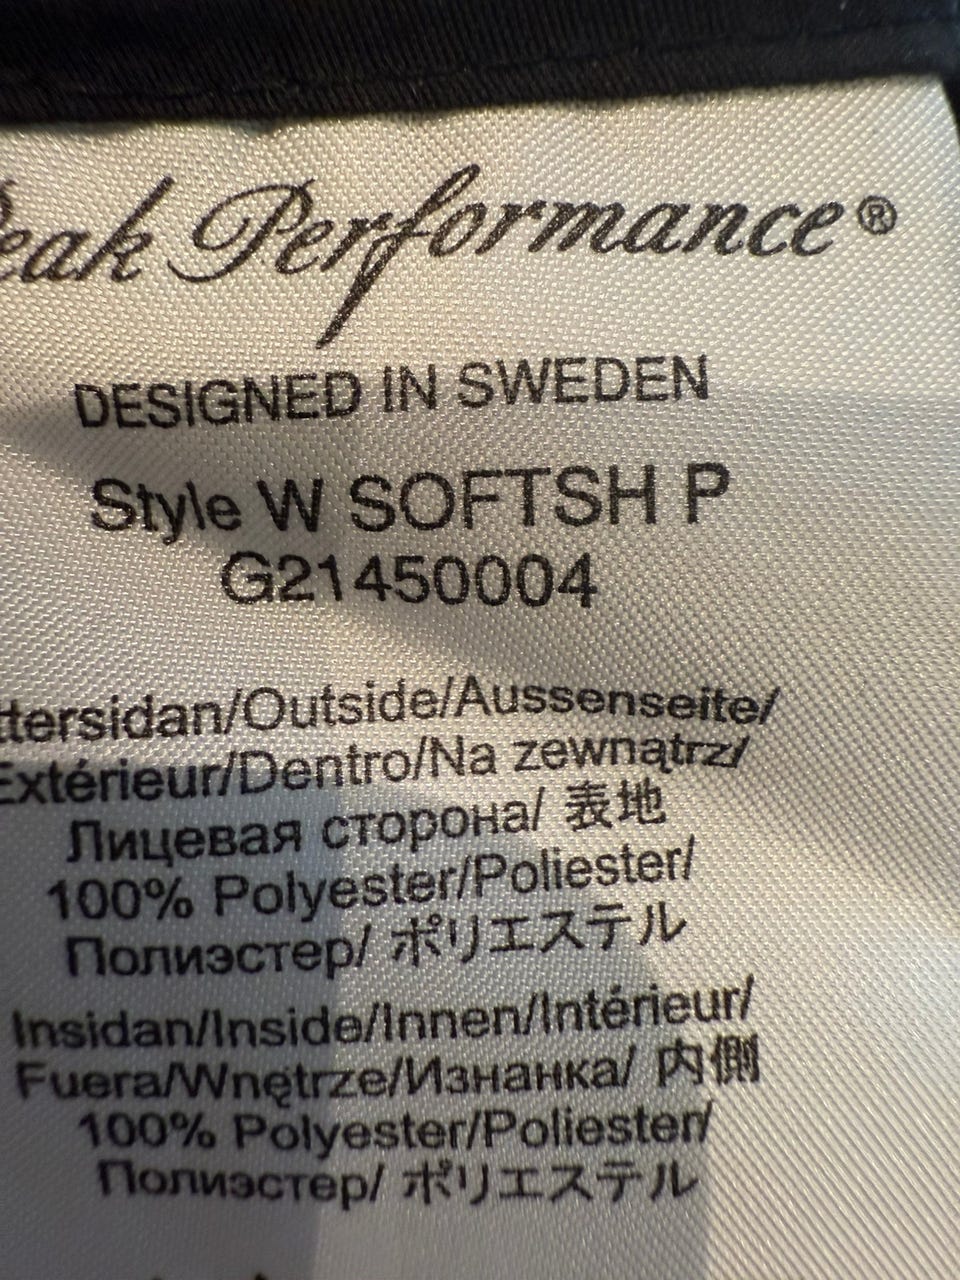 Peak Performance®
DESIGNED IN SWEDEN
Style W SOFTSH P
G21450004
ttersidan/Outside/Aussenseite/
Extérieur/Dentro/Na zewnątrz/
Лицевая сторона/ 表地
100% Polyester/Poliester/
Полиэстер/ ポリエステル
Insidan/Inside/Innen/Intérieur/
Fuera/Wnętrze/Изнанка/ 内側
100% Polyester/Poliester/
Полиэстер/ ポリエステル